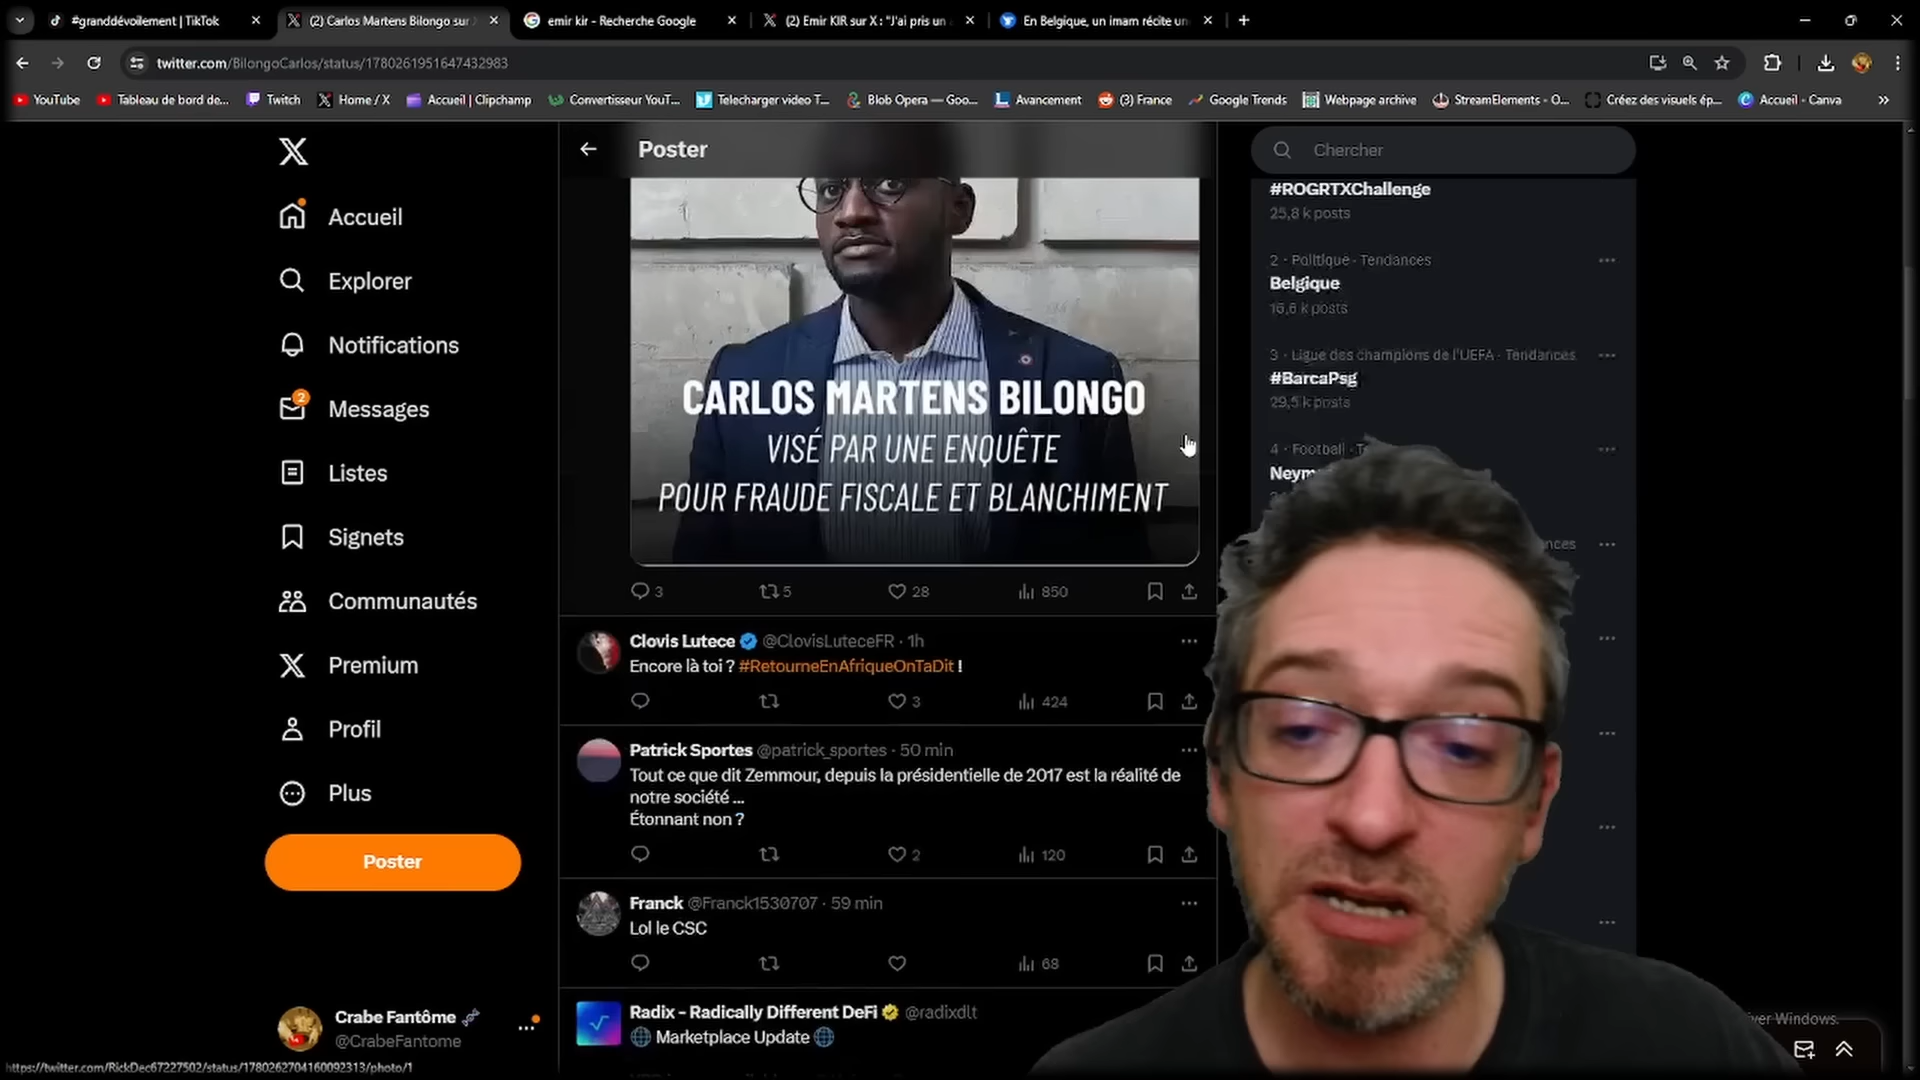 #granddévoilement | TikTok
(2) Carlos Martens Bilongo sur
emir kir - Recherche Google
(2) Emir KIR sur X : "J'ai pris un
En Belgique, un imam récite un
twitter.com/BilongoCarlos/status/1780261951647432983
YouTube
Tableau de bord de...
Twitch
Home / X
Accueil | Clipchamp
Convertisseur YouT...
Telecharger video T...
Blob Opera — Goo...
Avancement
(3) France
Google Trends
Webpage archive
StreamElements - O...
Créez des visuels ép...
Accueil - Canva
Accueil
Explorer
Notifications
2
Messages
Listes
Signets
Communautés
Premium
Profil
Plus
Poster
Crabe Fantôme
@CrabeFantome
Poster
CARLOS MARTENS BILONGO
VISÉ PAR UNE ENQUÊTE
POUR FRAUDE FISCALE ET BLANCHIMENT
3 5 28 850
Clovis Lutece @ClovisLuteceFR · 1h
Encore là toi ? #RetourneEnAfriqueOnTaDit !
3 424
Patrick Sportes @patrick_sportes · 50 min
Tout ce que dit Zemmour, depuis la présidentielle de 2017 est la réalité de
notre société ...
Étonnant non ?
2 120
Franck @Franck1530707 · 59 min
Lol le CSC
68
Radix - Radically Different DeFi @radixdlt
Marketplace Update
Chercher
#ROGRTXChallenge
25,8 k posts
2 · Politique · Tendances
Belgique
16,6 k posts
3 · Ligue des champions de l'UEFA · Tendances
#BarcaPsg
29,5 k posts
4 · Football
Windows.
https://twitter.com/RickDec67227502/status/1780262704160092313/photo/1